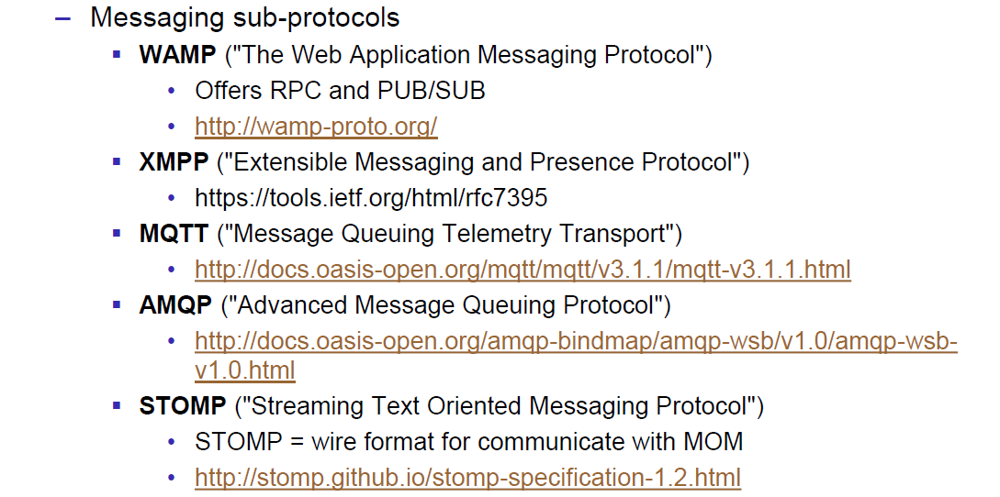 – Messaging sub-protocols
▪ WAMP ("The Web Application Messaging Protocol")
• Offers RPC and PUB/SUB
• http://wamp-proto.org/
▪ XMPP ("Extensible Messaging and Presence Protocol")
• https://tools.ietf.org/html/rfc7395
▪ MQTT ("Message Queuing Telemetry Transport")
• http://docs.oasis-open.org/mqtt/mqtt/v3.1.1/mqtt-v3.1.1.html
▪ AMQP ("Advanced Message Queuing Protocol")
• http://docs.oasis-open.org/amqp-bindmap/amqp-wsb/v1.0/amqp-wsb-
v1.0.html
▪ STOMP ("Streaming Text Oriented Messaging Protocol")
• STOMP = wire format for communicate with MOM
• http://stomp.github.io/stomp-specification-1.2.html